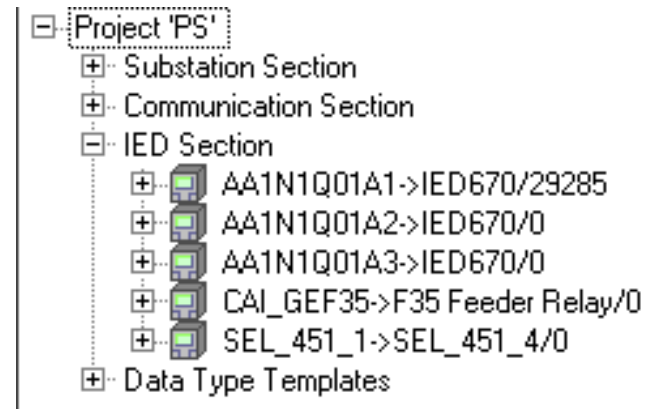 Project 'PS'
Substation Section
Communication Section
IED Section
AA1N1Q01A1->IED670/29285
AA1N1Q01A2->IED670/0
AA1N1Q01A3->IED670/0
CAI_GEF35->F35 Feeder Relay/0
SEL_451_1->SEL_451_4/0
Data Type Templates